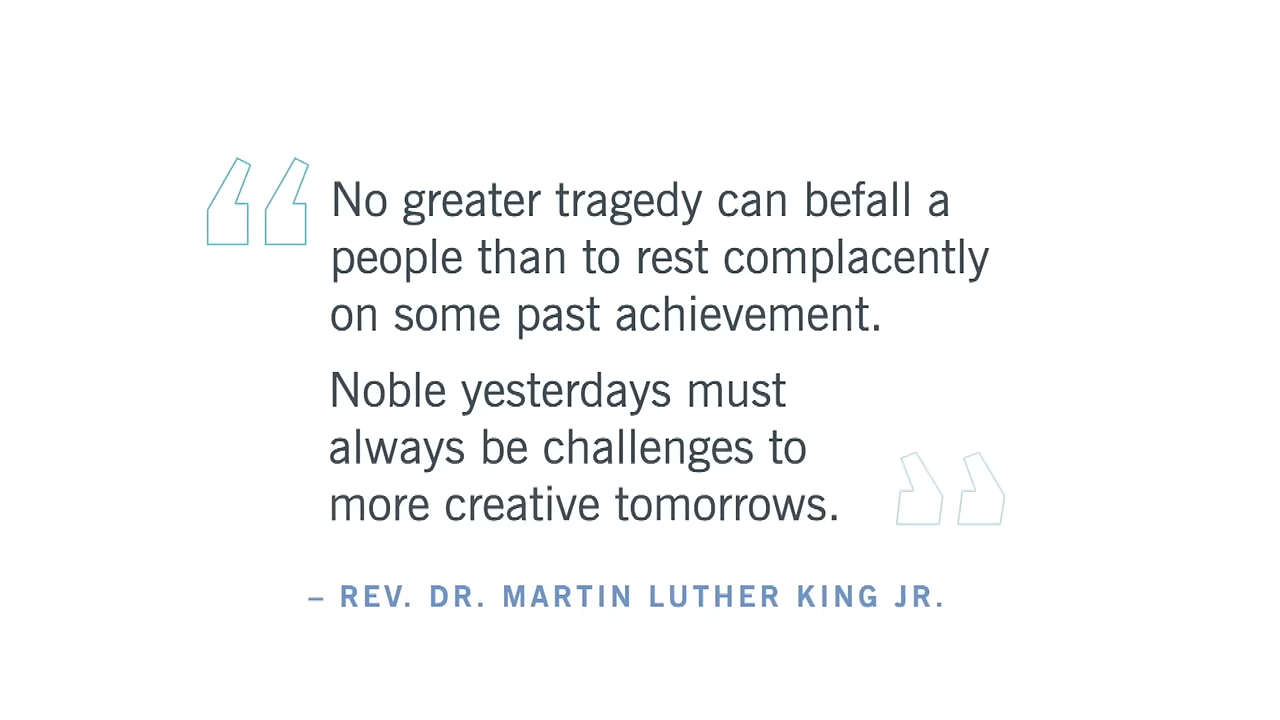 “No greater tragedy can befall a
people than to rest complacently
on some past achievement.
Noble yesterdays must
always be challenges to
more creative tomorrows.”
– REV. DR. MARTIN LUTHER KING JR.